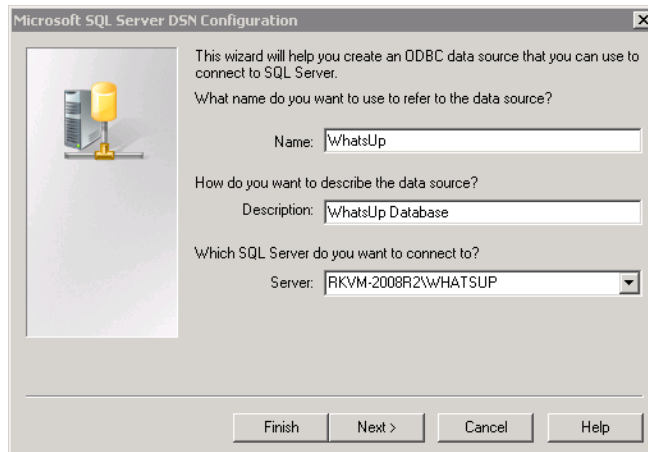 Microsoft SQL Server DSN Configuration
This wizard will help you create an ODBC data source that you can use to
connect to SQL Server.
What name do you want to use to refer to the data source?
Name: WhatsUp
How do you want to describe the data source?
Description: WhatsUp Database
Which SQL Server do you want to connect to?
Server: RKVM-2008R2\WHATSUP
Finish Next > Cancel Help